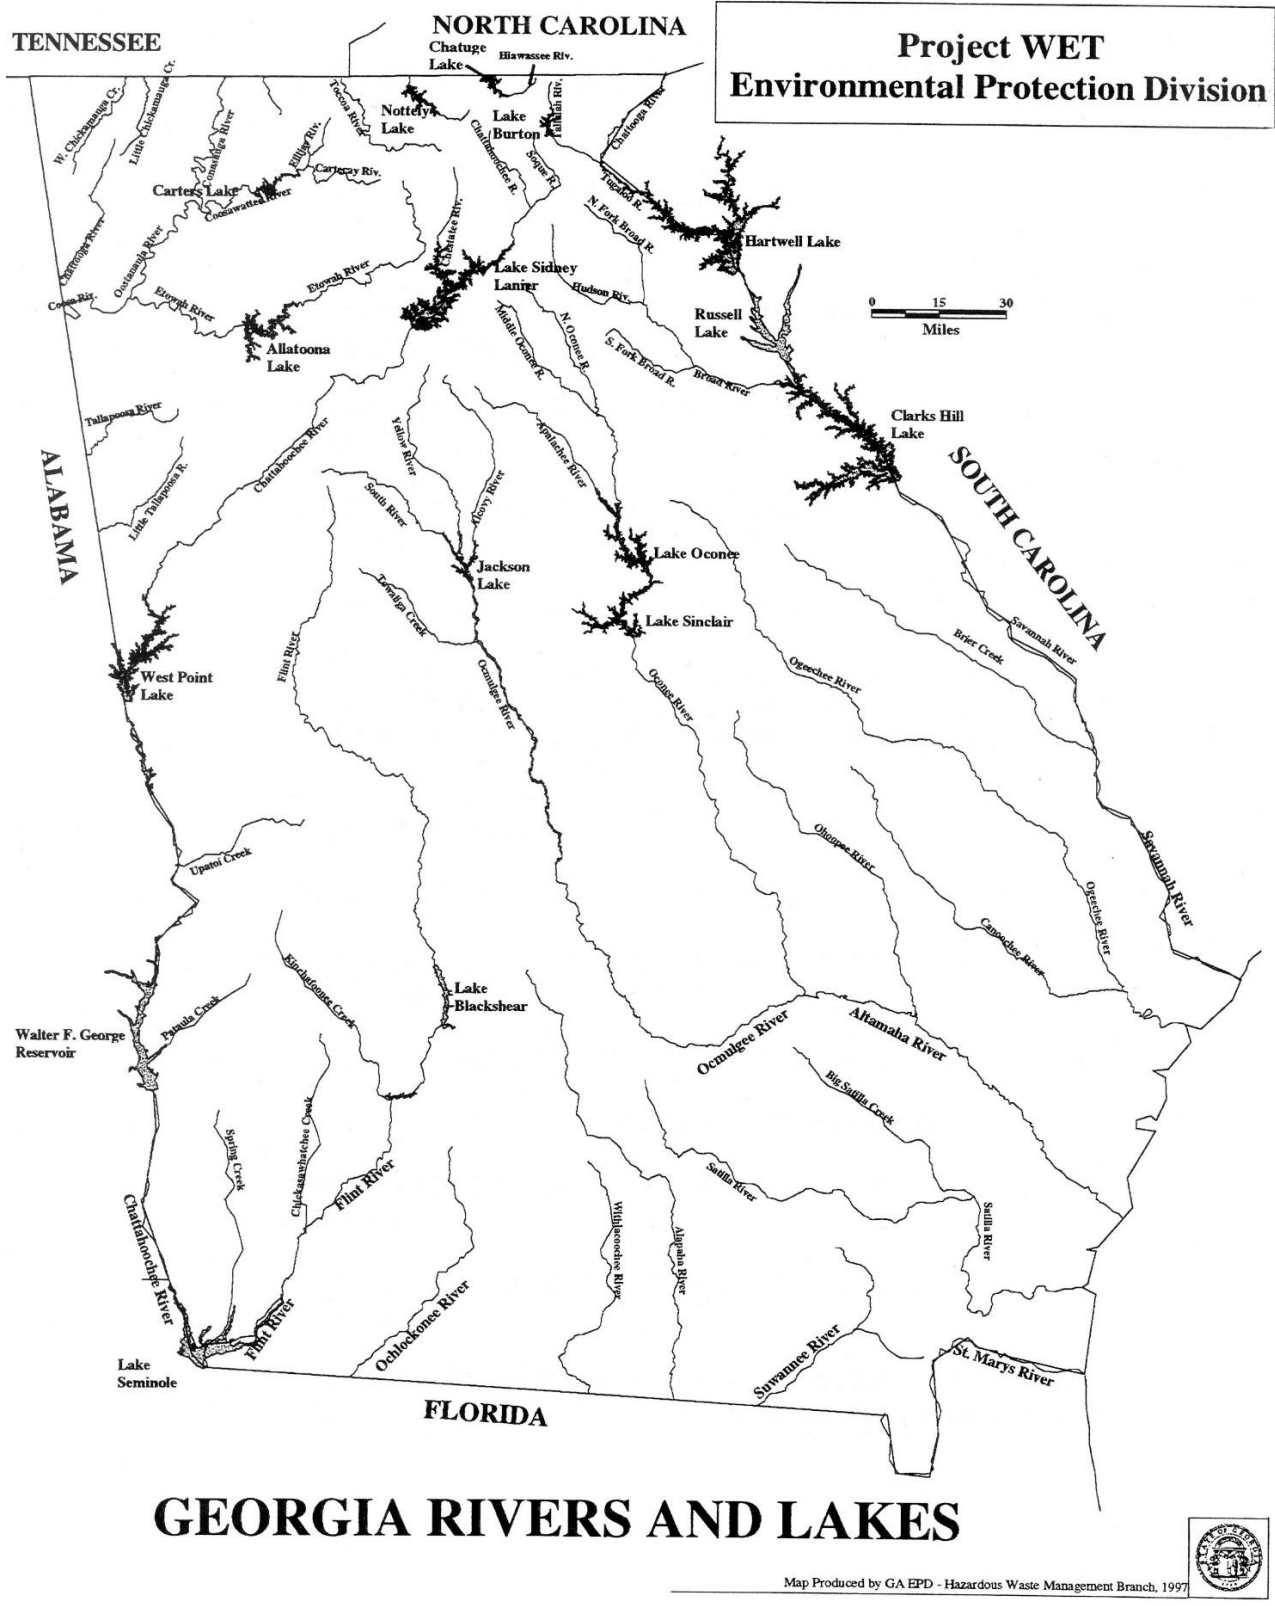 NORTH CAROLINA
TENNESSEE
Project WET
Environmental Protection Division
Chatuge
Lake
Hiawassee Riv.
W. Chickamauga Cr.
Little Chickamauga Cr.
Conasauga River
Toccoa River
Nottely
Lake
Lake
Burton
Tallulah Riv.
Chattooga River
Ellijay Riv.
Cartecay Riv.
Chattahoochee R.
Soque R.
Carters Lake
Coosawattee River
Tugalod R.
N. Fork Broad R.
Hartwell Lake
Chattooga River
Oostanaula River
Chestatee Riv.
Etowah River
Lake Sidney
Lanier
Hudson Riv.
Coosa Riv.
Etowah River
Russell
Lake
0 15 30
Miles
Allatoona
Lake
Middle Oconee R.
N. Oconee R.
S. Fork Broad R.
Broad River
Tallapoosa River
Clarks Hill
Lake
Yellow River
Apalachee River
Chattahoochee River
ALABAMA
Little Tallapoosa R.
South River
Alcovy River
SOUTH CAROLINA
Jackson
Lake
Lake Oconee
Towaliga Creek
Lake Sinclair
Savannah River
Brier Creek
Flint River
West Point
Lake
Ocmulgee River
Oconee River
Ogeechee River
Upatoi Creek
Ohoopee River
Savannah River
Ogeechee River
Canoochee River
Kinchafoonee Creek
Lake
Blackshear
Pataula Creek
Walter F. George
Reservoir
Ocmulgee River
Altamaha River
Big Satilla Creek
Spring Creek
Chickasawhatchee Creek
Flint River
Satilla River
Chattahoochee River
Withlacoochee River
Alapaha River
Satilla River
Flint River
Ochlockonee River
Suwannee River
St. Marys River
Lake
Seminole
FLORIDA
GEORGIA RIVERS AND LAKES
STATE OF GEORGIA
Map Produced by GA EPD - Hazardous Waste Management Branch, 1997